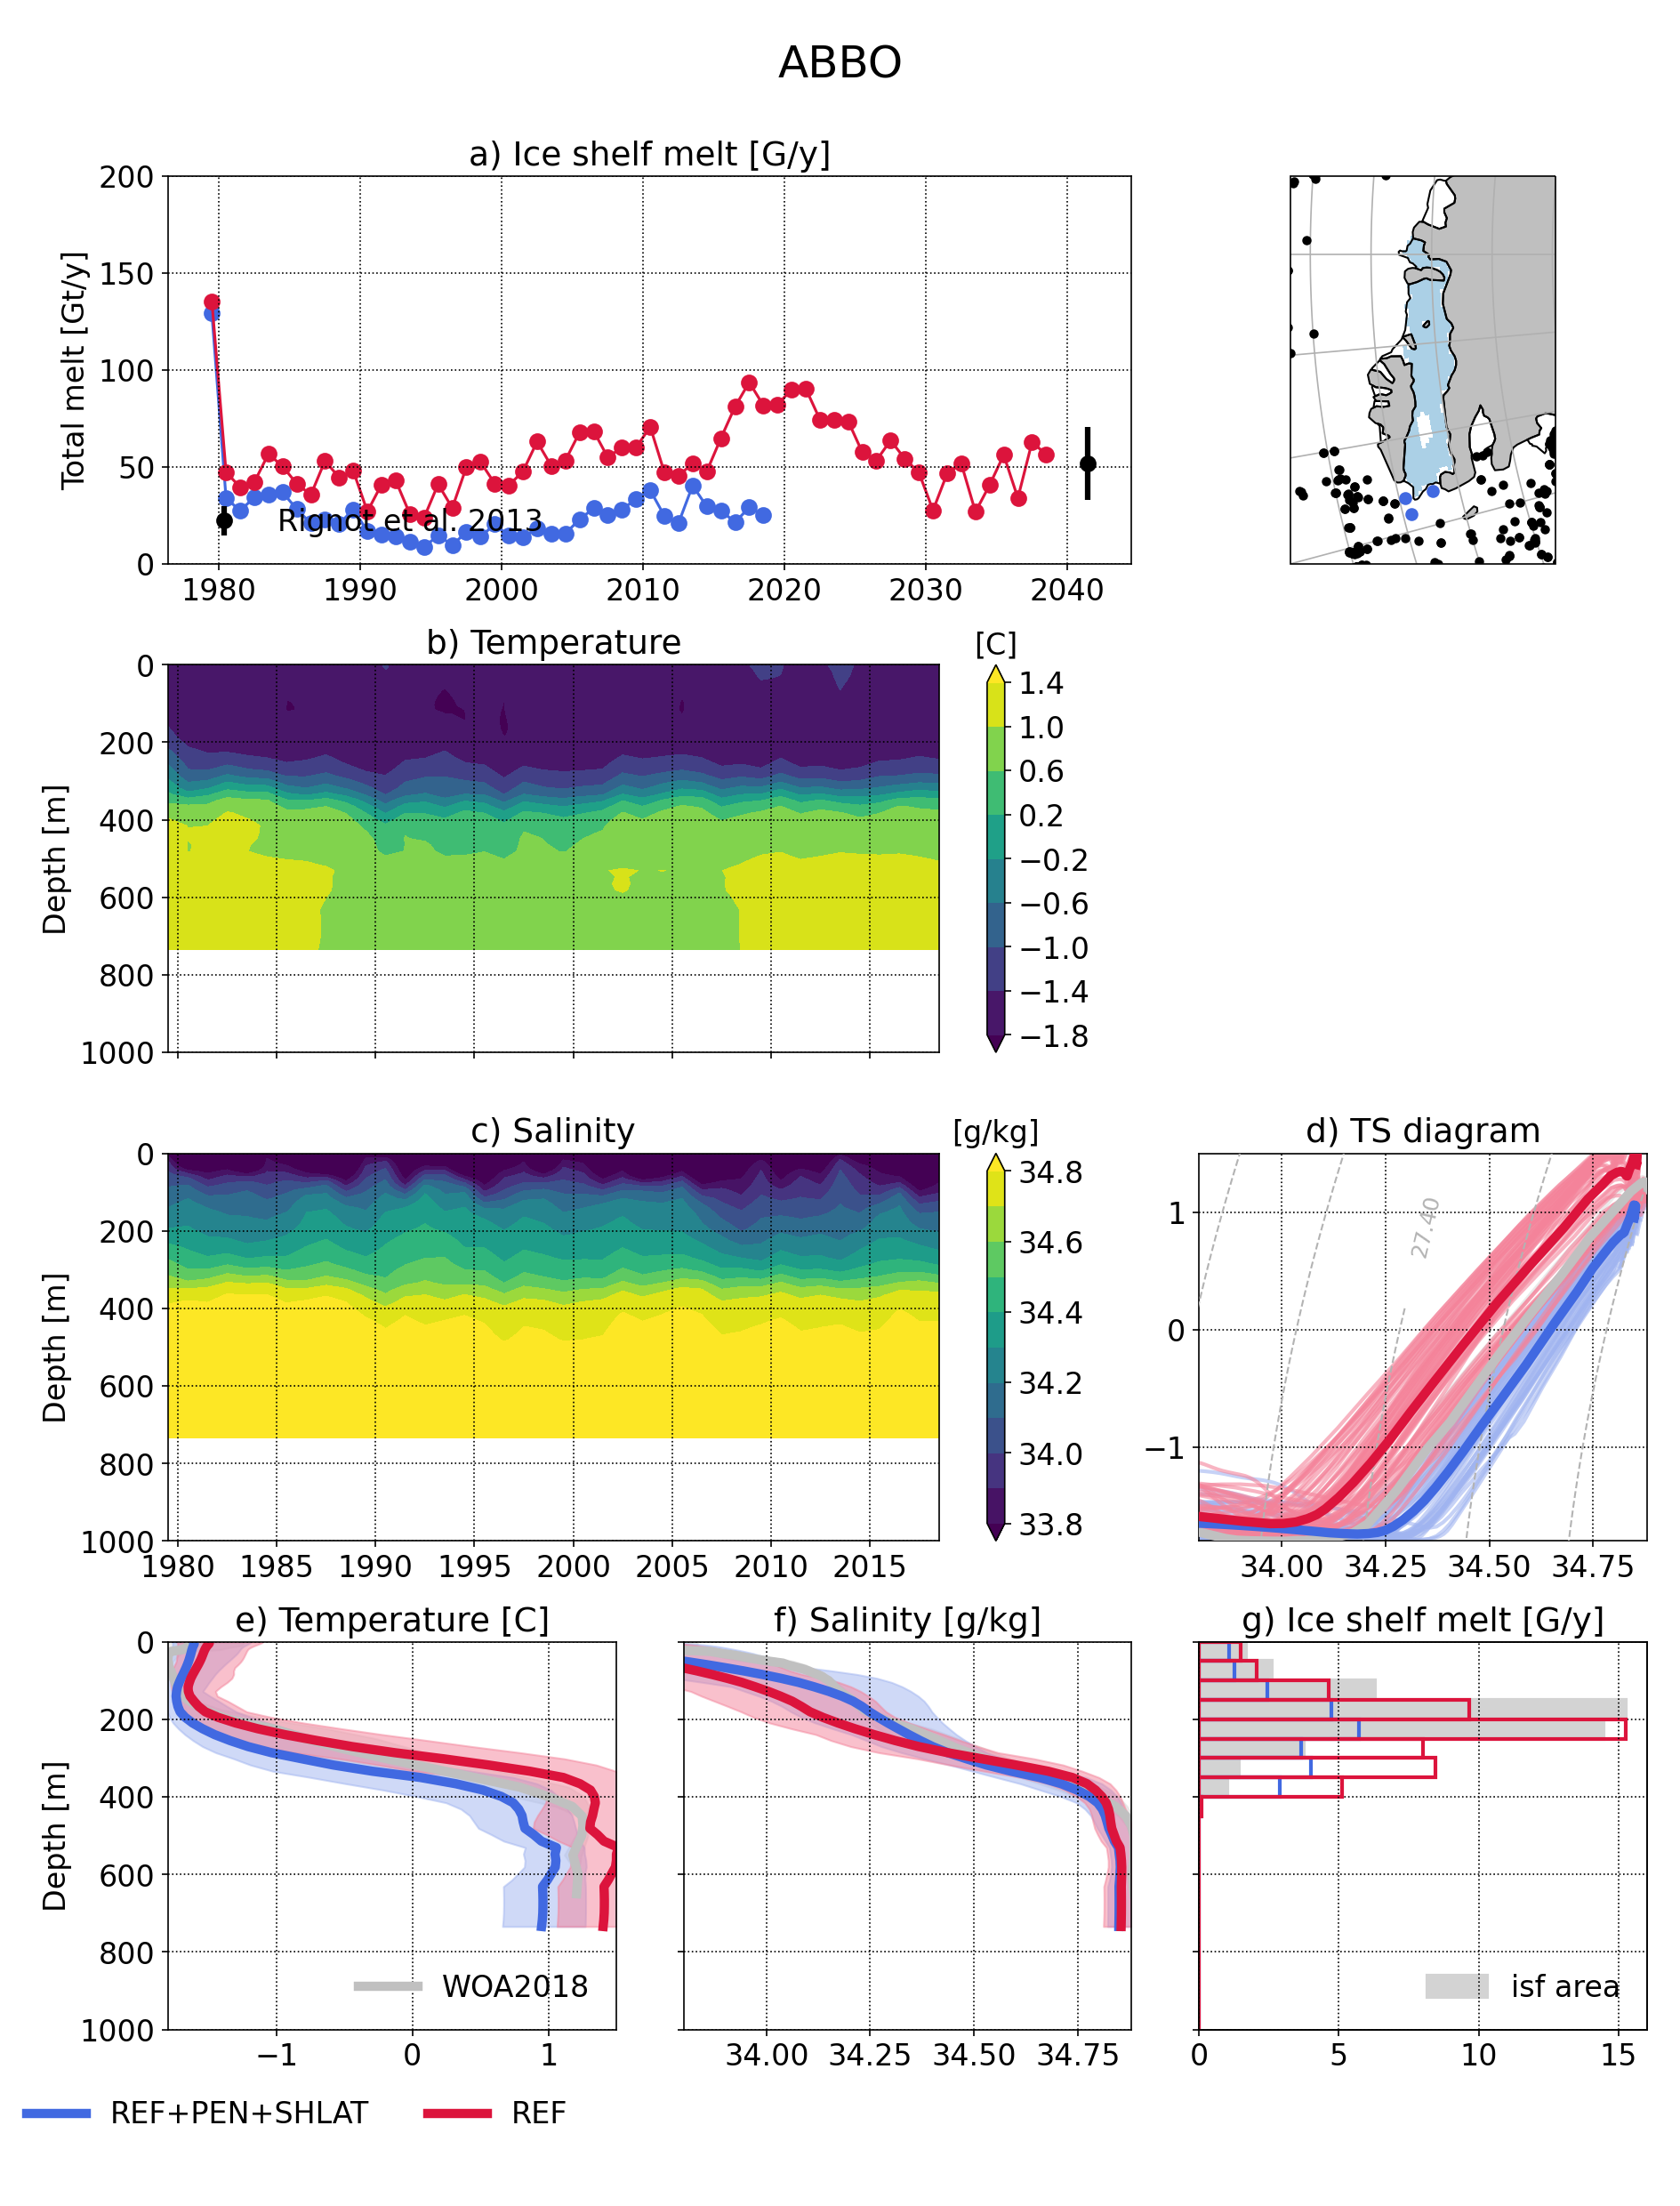 ABBO
a) Ice shelf melt [G/y]
Total melt [Gt/y]
200
150
100
50
0
Rignot et al. 2013
1980 1990 2000 2010 2020 2030 2040
b) Temperature
[C]
Depth [m]
0
200
400
600
800
1000
1.4
1.0
0.6
0.2
−0.2
−0.6
−1.0
−1.4
−1.8
c) Salinity
[g/kg]
Depth [m]
0
200
400
600
800
1000
1980 1985 1990 1995 2000 2005 2010 2015
34.8
34.6
34.4
34.2
34.0
33.8
d) TS diagram
27.40
1
0
−1
34.00 34.25 34.50 34.75
e) Temperature [C]
Depth [m]
0
200
400
600
800
1000
WOA2018
−1 0 1
f) Salinity [g/kg]
34.00 34.25 34.50 34.75
g) Ice shelf melt [G/y]
isf area
0 5 10 15
REF+PEN+SHLAT REF